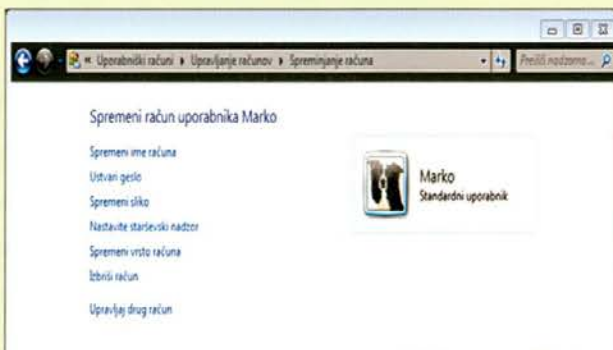 « Uporabniški računi ▸ Upravljanje računov ▸ Spreminjanje računa
Preišči nadzorno ...
Spremeni račun uporabnika Marko
Spremeni ime računa
Ustvari geslo
Spremeni sliko
Nastavite starševski nadzor
Spremeni vrsto računa
Izbriši račun
Upravljaj drug račun
Marko
Standardni uporabnik